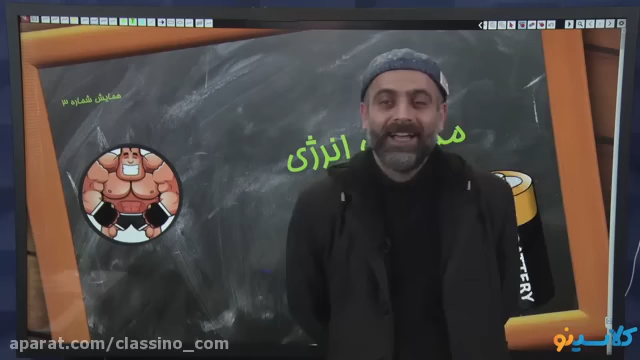 همایش شماره ۳
انرژی
BATTERY
aparat.com/classino_com
کلاسینو